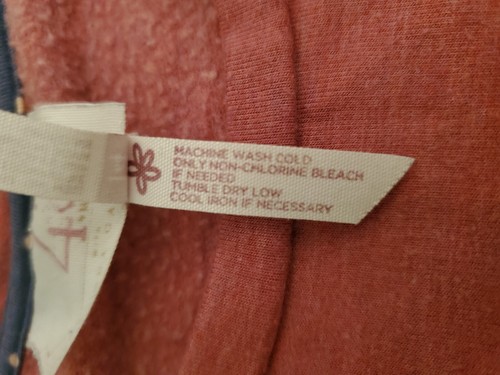 MACHINE WASH COLD
ONLY NON-CHLORINE BLEACH
IF NEEDED
TUMBLE DRY LOW
COOL IRON IF NECESSARY